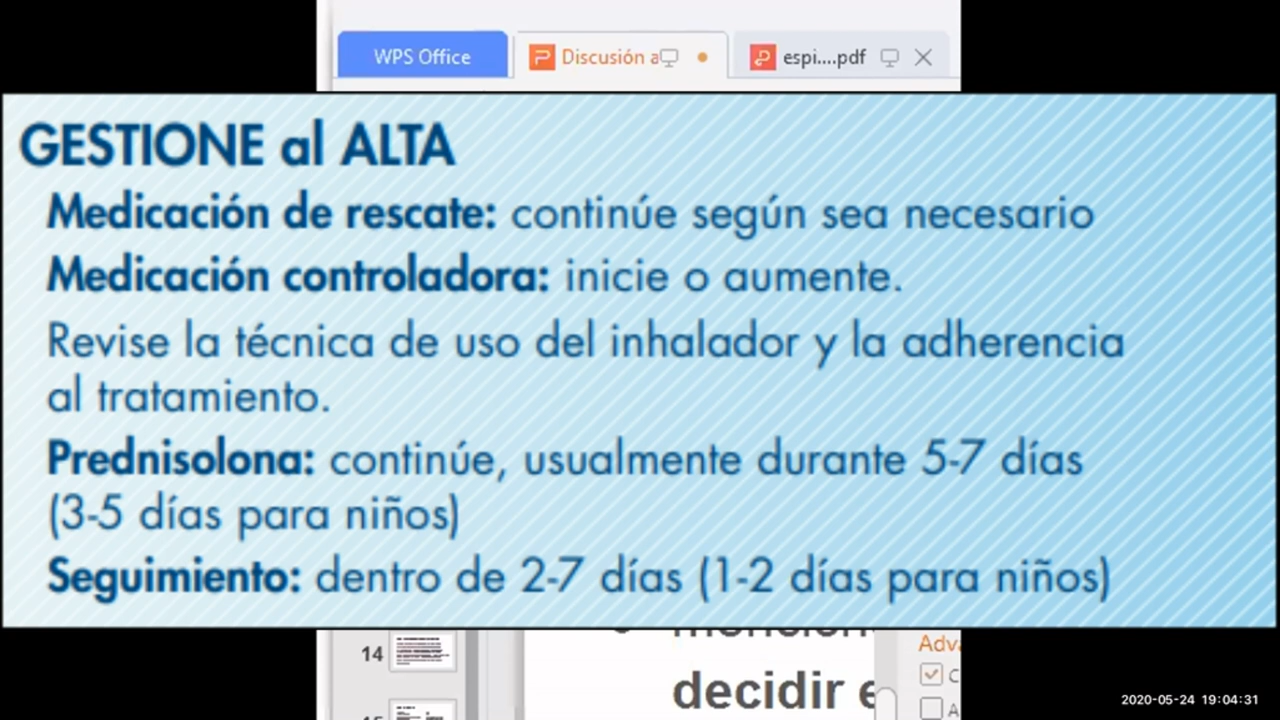 WPS Office
Discusión a
espi....pdf
GESTIONE al ALTA
Medicación de rescate: continúe según sea necesario
Medicación controladora: inicie o aumente.
Revise la técnica de uso del inhalador y la adherencia
al tratamiento.
Prednisolona: continúe, usualmente durante 5-7 días
(3-5 días para niños)
Seguimiento: dentro de 2-7 días (1-2 días para niños)
14
decidir e
Adva
C
A
2020-05-24 19:04:31